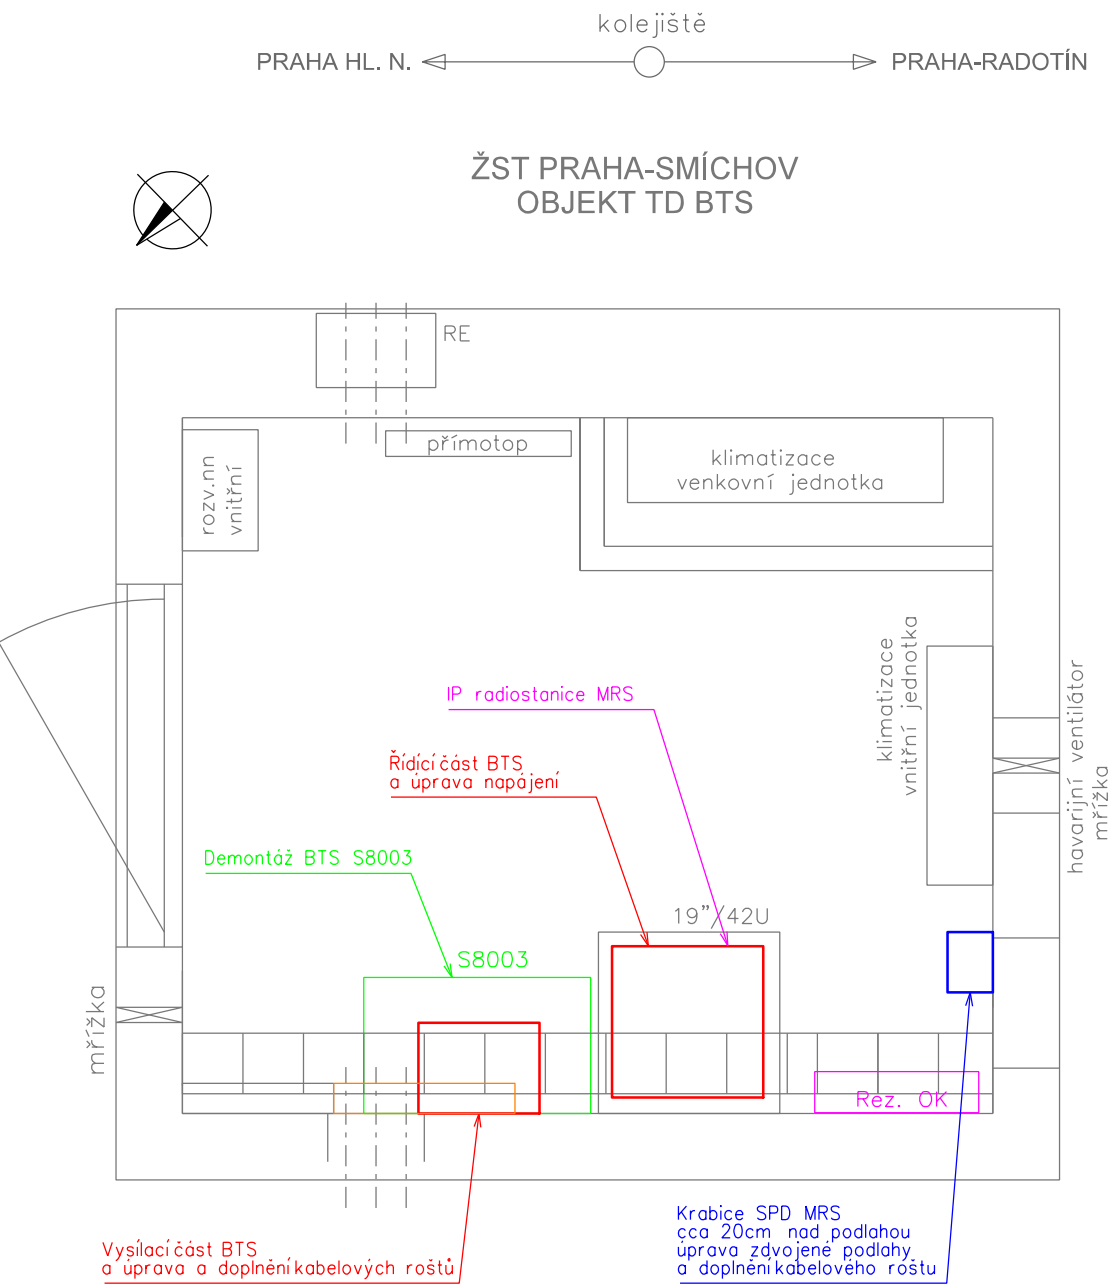 kolejiště
PRAHA HL. N.
PRAHA-RADOTÍN
ŽST PRAHA-SMÍCHOV
OBJEKT TD BTS
RE
přímotop
rozv.nn
vnitřní
klimatizace
venkovní jednotka
klimatizace
vnitřní jednotka
havarijní ventilátor
mřížka
IP radiostanice MRS
Řídící část BTS
a úprava napájení
Demontáž BTS S8003
19"/42U
S8003
mřížka
Rez. OK
Vysílací část BTS
a úprava a doplnění kabelových roštů
Krabice SPD MRS
cca 20cm nad podlahou
úprava zdvojené podlahy
a doplnění kabelového roštu